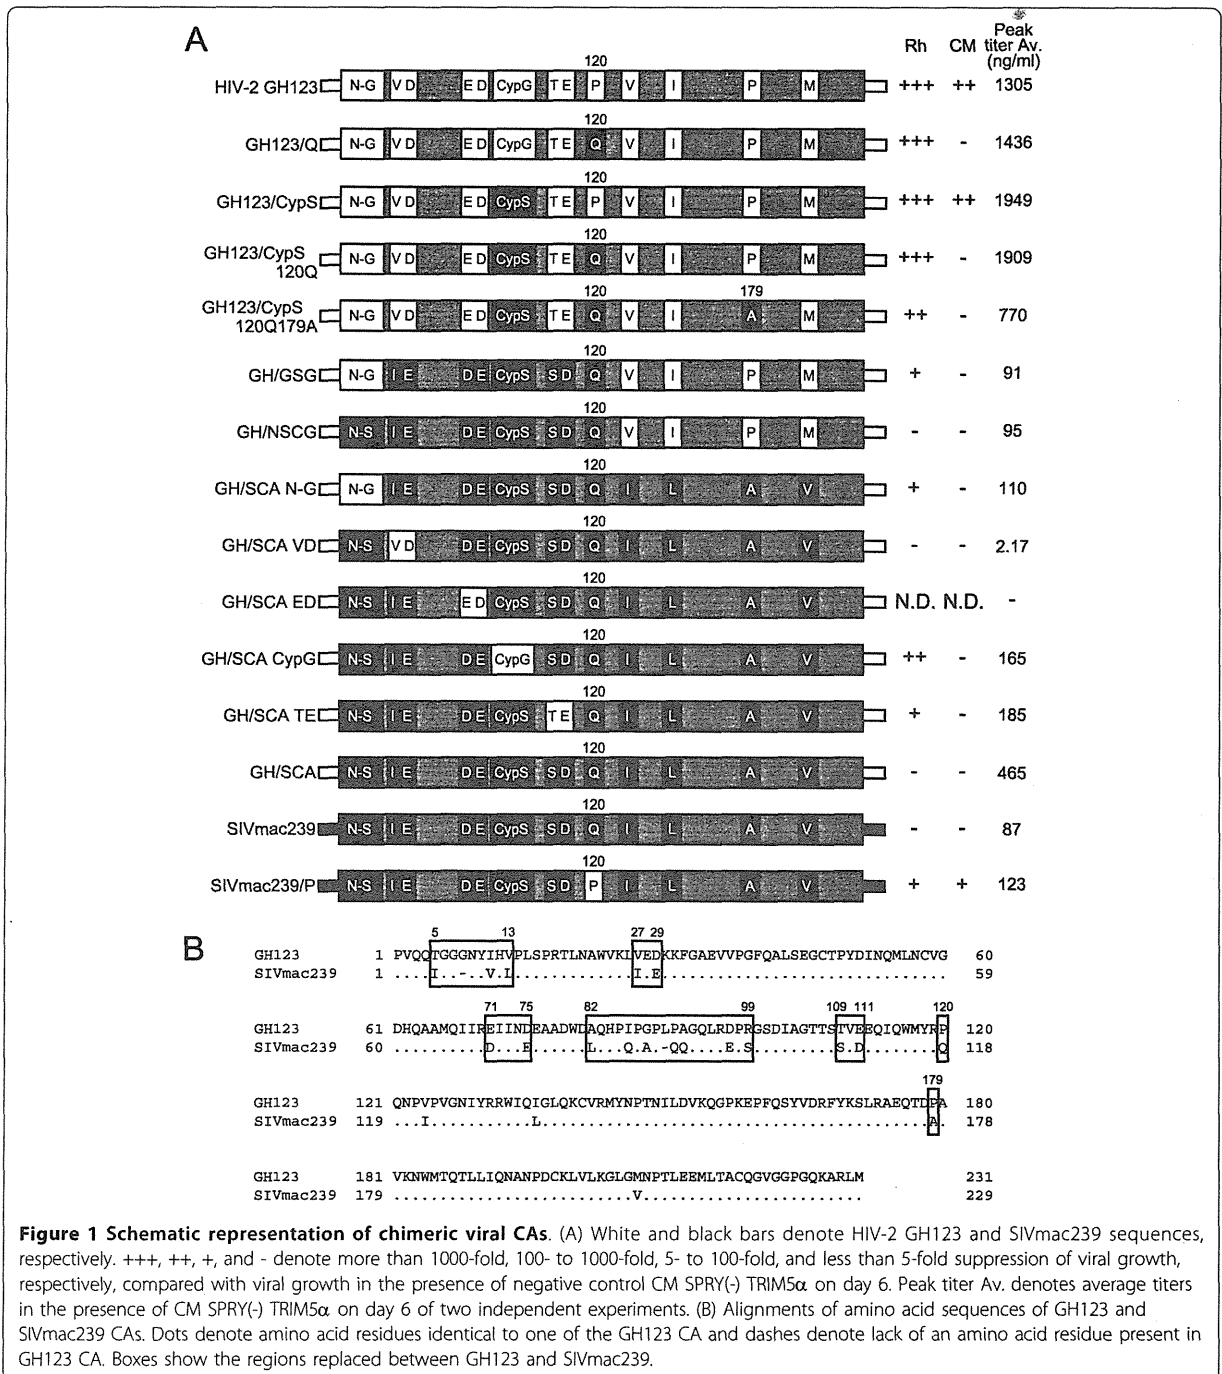 A
Rh CM Peak titer Av. (ng/ml)
120
HIV-2 GH123 N-G V D E D CypG T E P V I P M +++ ++ 1305
120
GH123/Q N-G V D E D CypG T E Q V I P M +++ - 1436
120
GH123/CypS N-G V D E D CypS T E P V I P M +++ ++ 1949
120
GH123/CypS 120Q N-G V D E D CypS T E Q V I P M +++ - 1909
120 179
GH123/CypS 120Q179A N-G V D E D CypS T E Q V I A M ++ - 770
120
GH/GSG N-G I E D E CypS S D Q V I P M + - 91
120
GH/NSCG N-S I E D E CypS S D Q V I P M - - 95
120
GH/SCA N-G N-G I E D E CypS S D Q I L A V + - 110
120
GH/SCA VD N-S V D D E CypS S D Q I L A V - - 2.17
120
GH/SCA ED N-S I E E D CypS S D Q I L A V N.D. N.D. -
120
GH/SCA CypG N-S I E D E CypG S D Q I L A V ++ - 165
120
GH/SCA TE N-S I E D E CypS T E Q I L A V + - 185
120
GH/SCA N-S I E D E CypS S D Q I L A V - - 465
120
SIVmac239 N-S I E D E CypS S D Q I L A V - - 87
120
SIVmac239/P N-S I E D E CypS S D P I L A V + + 123
B
5 13 27 29
GH123 1 PVQQTGGGNYIHVPLSPRTLNAWVKLVEDKKFGAEVVPGFQALSEGCTPYDINQMLNCVG 60
SIVmac239 1 ....I..-..V.L.............I.E............................... 59
71 75 82 99 109 111 120
GH123 61 DHQAAMQIIREIINDEAADWDAQHPIPGPLPAGQLRDPRGSDIAGTTSTVEEQIQWMYRP 120
SIVmac239 60 ..........D...E......L...Q.A.-QQ....E.S.........S.D........Q 118
179
GH123 121 QNPVPVGNIYRRWIQIGLQKCVRMYNPTNILDVKQGPKEPFQSYVDRFYKSLRAEQTDPA 180
SIVmac239 119 ...I...........L..........................................A. 178
GH123 181 VKNWMTQTLLIQNANPDCKLVLKGLGMNPTLEEMLTACQGVGGPGQKARLM 231
SIVmac239 179 ..........................V........................ 229
Figure 1 Schematic representation of chimeric viral CAs. (A) White and black bars denote HIV-2 GH123 and SIVmac239 sequences,
respectively. +++, ++, +, and - denote more than 1000-fold, 100- to 1000-fold, 5- to 100-fold, and less than 5-fold suppression of viral growth,
respectively, compared with viral growth in the presence of negative control CM SPRY(-) TRIM5α on day 6. Peak titer Av. denotes average titers
in the presence of CM SPRY(-) TRIM5α on day 6 of two independent experiments. (B) Alignments of amino acid sequences of GH123 and
SIVmac239 CAs. Dots denote amino acid residues identical to one of the GH123 CA and dashes denote lack of an amino acid residue present in
GH123 CA. Boxes show the regions replaced between GH123 and SIVmac239.